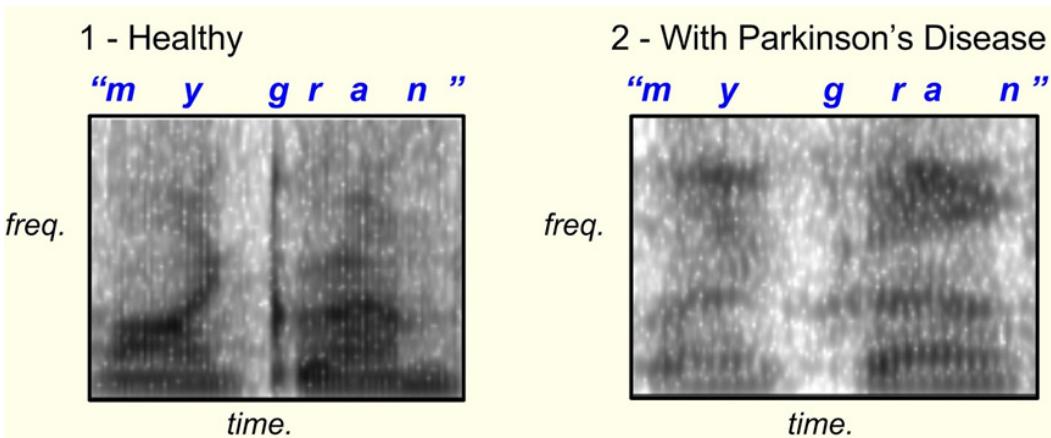 1 - Healthy
“m y g r a n ”
freq.
time.
2 - With Parkinson’s Disease
“m y g r a n ”
freq.
time.